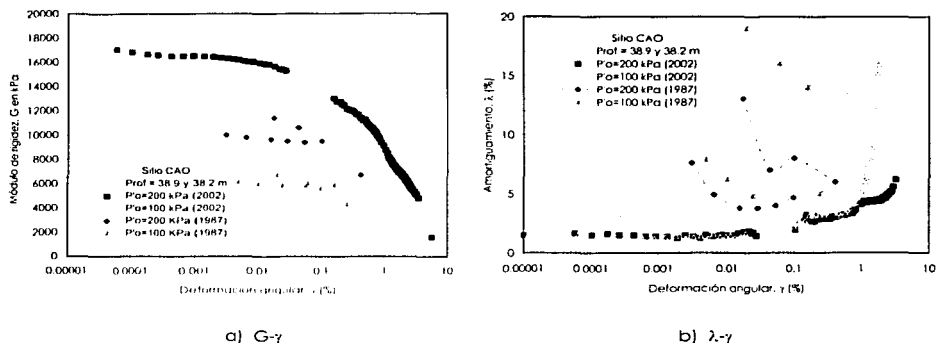 20000
18000
16000
14000
12000
10000
8000
6000
4000
2000
0
Módulo de rigidez, G en kPa
Sitio CAO
Prof = 38.9 y 38.2 m
P'o=200 kPa (2002)
P'o=100 kPa (2002)
P'o=200 KPa (1987)
P'o=100 KPa (1987)
0.00001
0.0001
0.001
0.01
0.1
1
10
Deformación angular, γ (%)
a) G-γ
20
15
10
5
0
Amortiguamiento, λ (%)
Sitio CAO
Prof = 38.9 y 38.2 m
P'o=200 kPa (2002)
P'o=100 kPa (2002)
P'o=200 kPa (1987)
P'o=100 kPa (1987)
0.00001
0.0001
0.001
0.01
0.1
1
10
Deformación angular, γ (%)
b) λ-γ